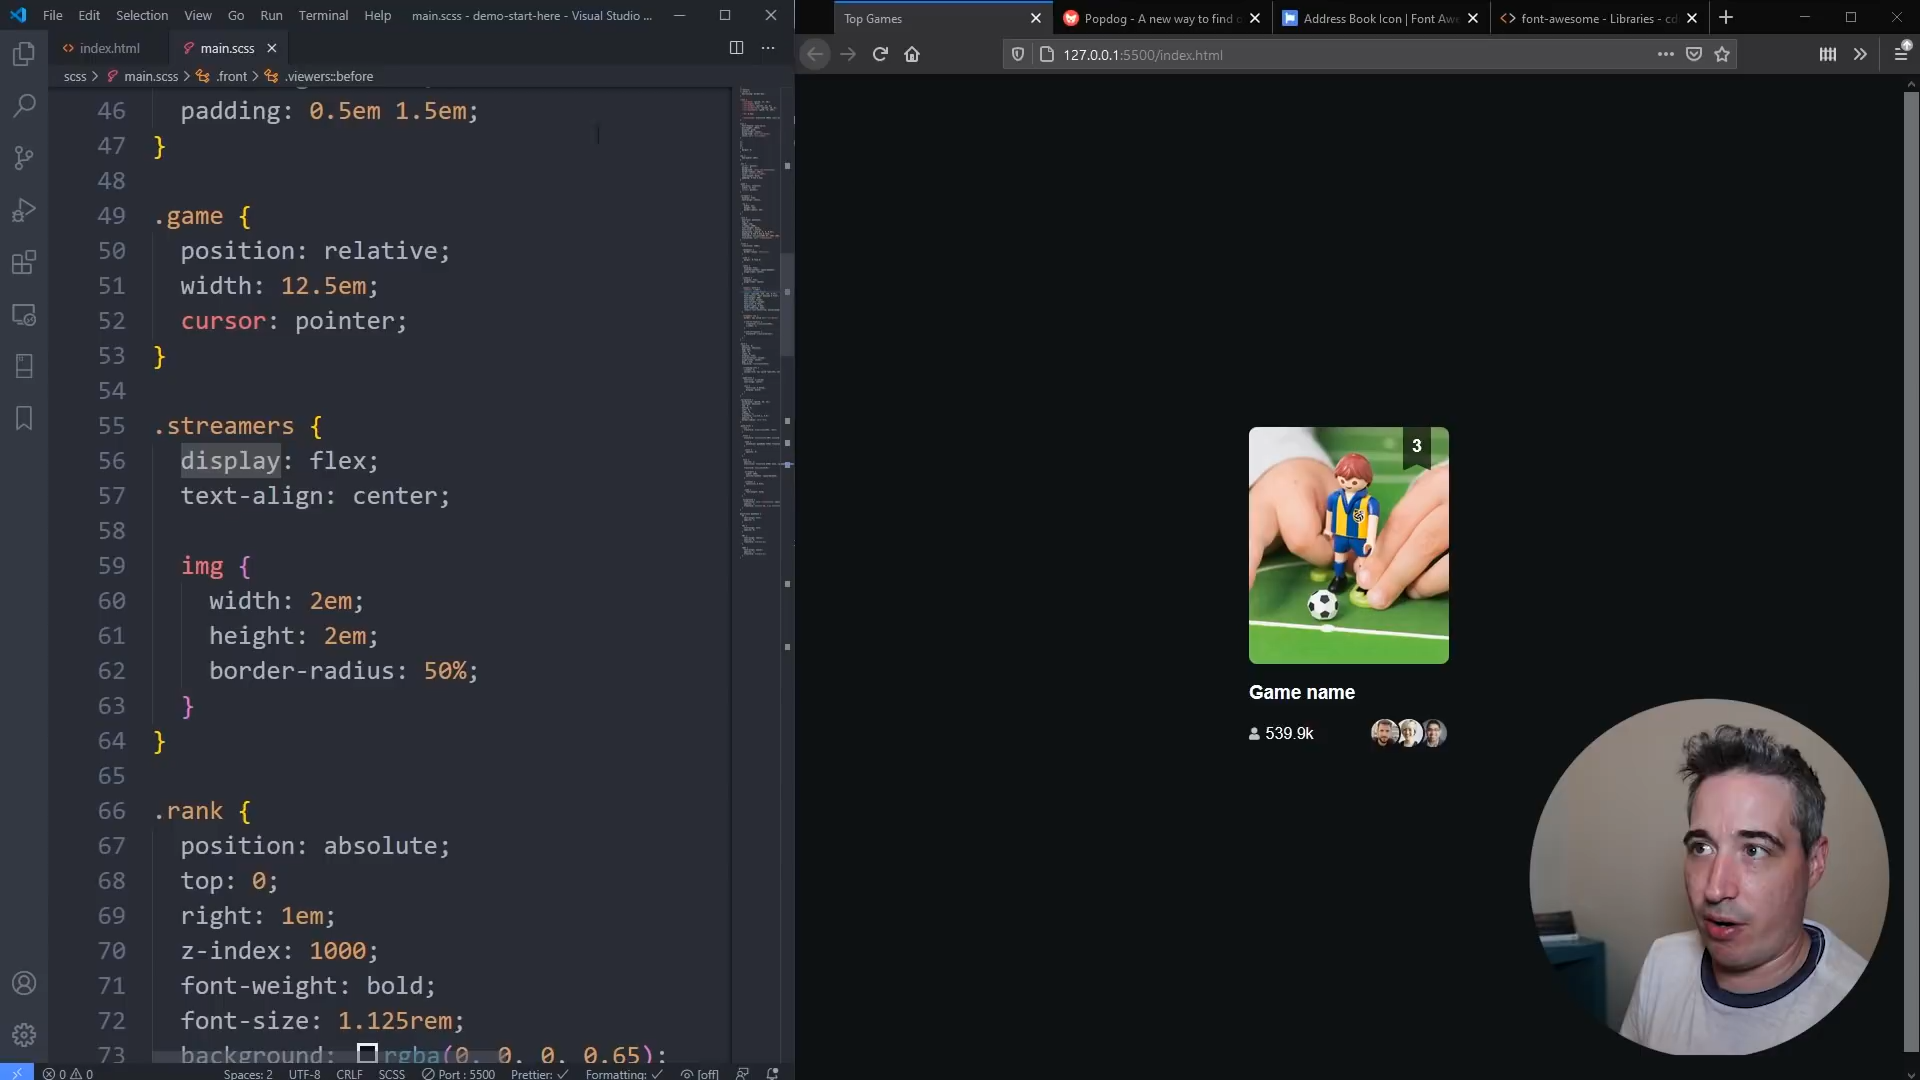 File Edit Selection View Go Run Terminal Help main.scss - demo-start-here - Visual Studio ...
index.html main.scss
scss > main.scss > .front > .viewers::before
46 padding: 0.5em 1.5em;
47 }
48
49 .game {
50 position: relative;
51 width: 12.5em;
52 cursor: pointer;
53 }
54
55 .streamers {
56 display: flex;
57 text-align: center;
58
59 img {
60 width: 2em;
61 height: 2em;
62 border-radius: 50%;
63 }
64 }
65
66 .rank {
67 position: absolute;
68 top: 0;
69 right: 1em;
70 z-index: 1000;
71 font-weight: bold;
72 font-size: 1.125rem;
73 background: rgba(0, 0, 0, 0.65);
0 0 Spaces: 2 UTF-8 CRLF SCSS Port : 5500 Prettier: ✓ Formatting: ✓ [off]
Top Games Popdog - A new way to find Address Book Icon | Font Awe font-awesome - Libraries - cd
127.0.0.1:5500/index.html
3
Game name
539.9k